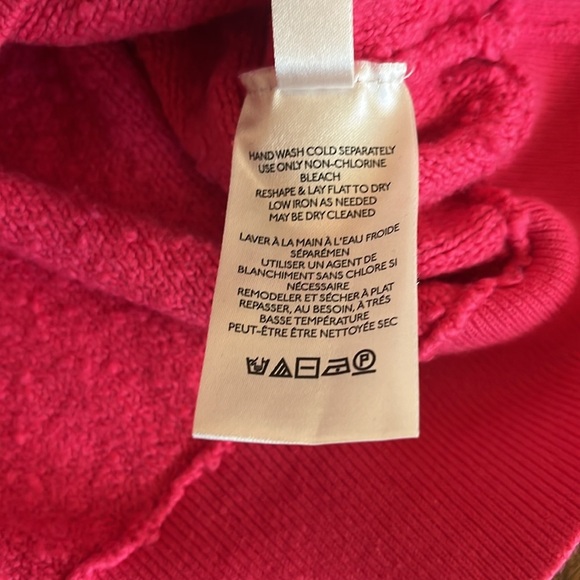 HAND WASH COLD SEPARATELY
USE ONLY NON-CHLORINE
BLEACH
RESHAPE & LAY FLAT TO DRY
LOW IRON AS NEEDED
MAY BE DRY CLEANED
LAVER À LA MAIN À L'EAU FROIDE
SÉPARÉMEN
UTILISER UN AGENT DE
BLANCHIMENT SANS CHLORE SI
NÉCESSAIRE
REMODELER ET SÉCHER À PLAT
REPASSER, AU BESOIN, À TRÉS
BASSE TEMPÉRATURE
PEUT-ÊTRE ÊTRE NETTOYÉE SEC
P